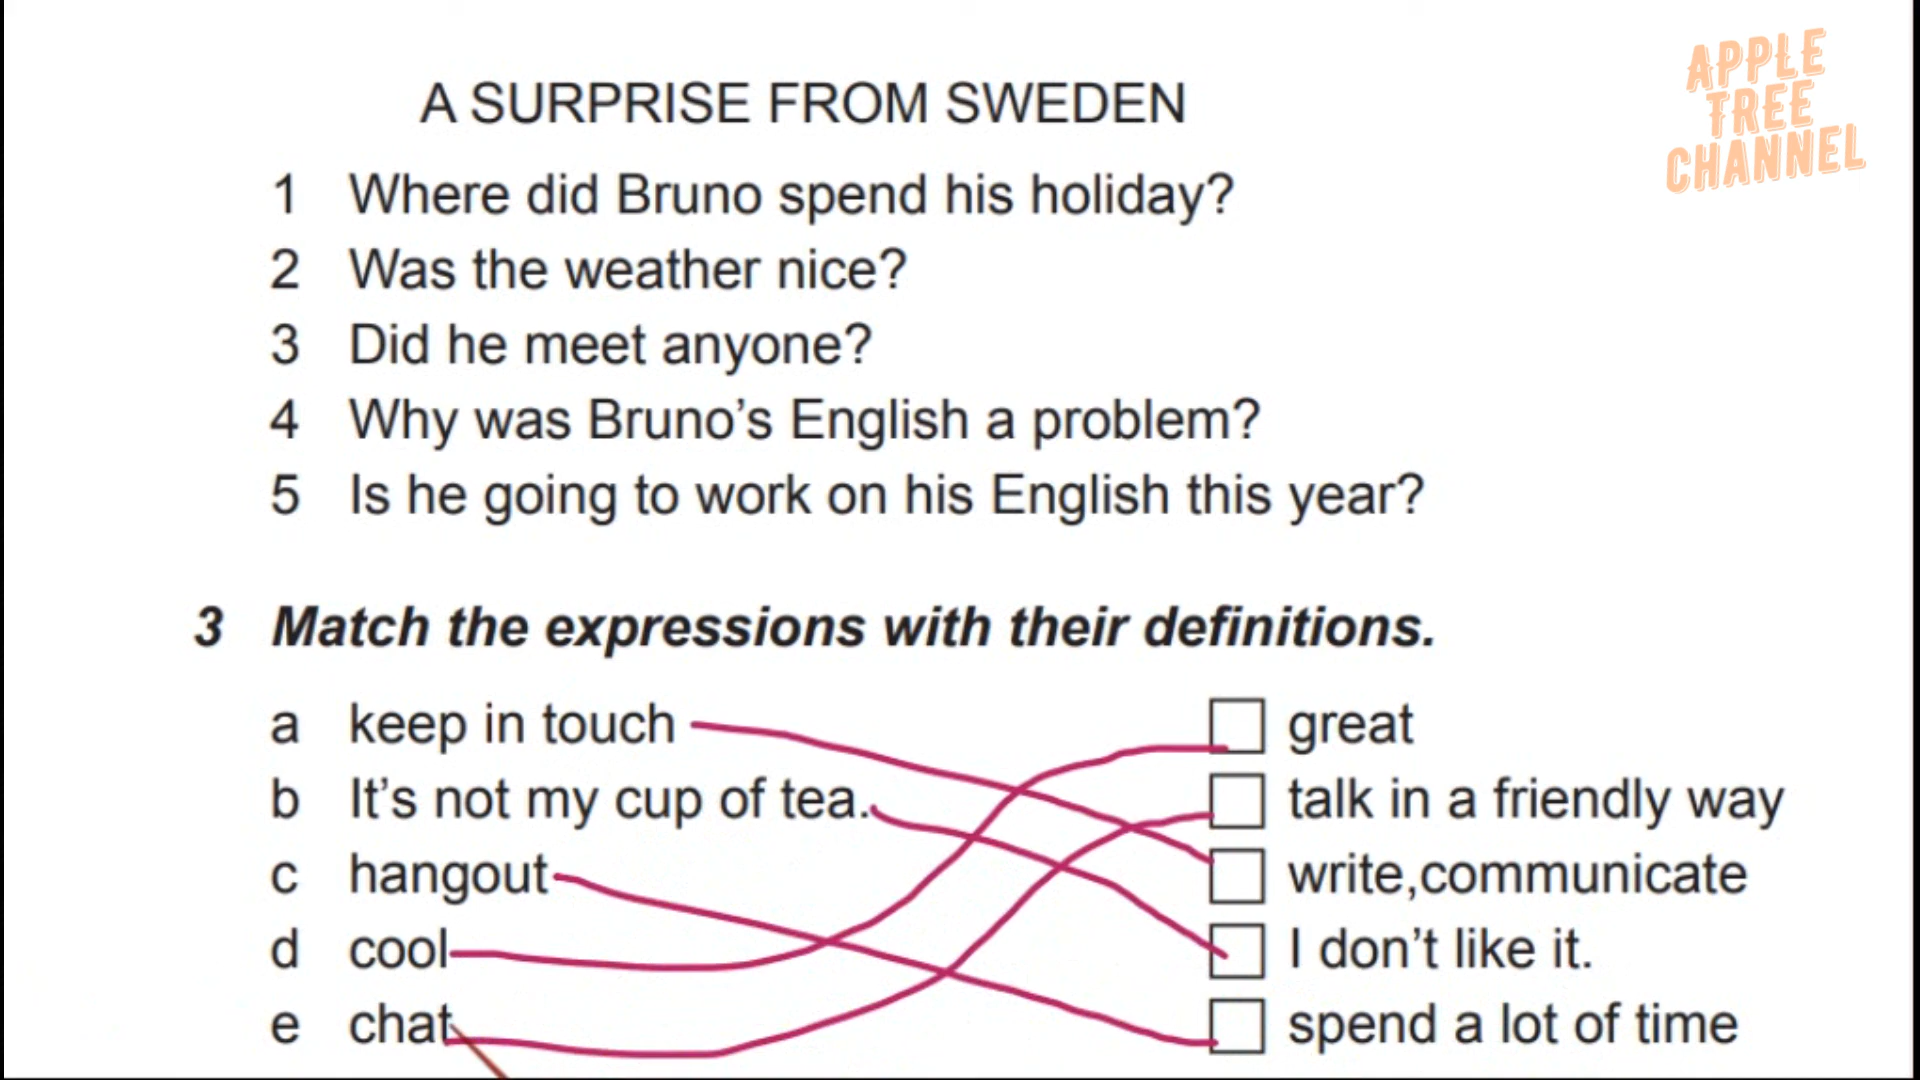 A SURPRISE FROM SWEDEN
APPLE
TREE
CHANNEL
1 Where did Bruno spend his holiday?
2 Was the weather nice?
3 Did he meet anyone?
4 Why was Bruno's English a problem?
5 Is he going to work on his English this year?
3 Match the expressions with their definitions.
a keep in touch great
b It's not my cup of tea. talk in a friendly way
c hangout write,communicate
d cool I don't like it.
e chat spend a lot of time